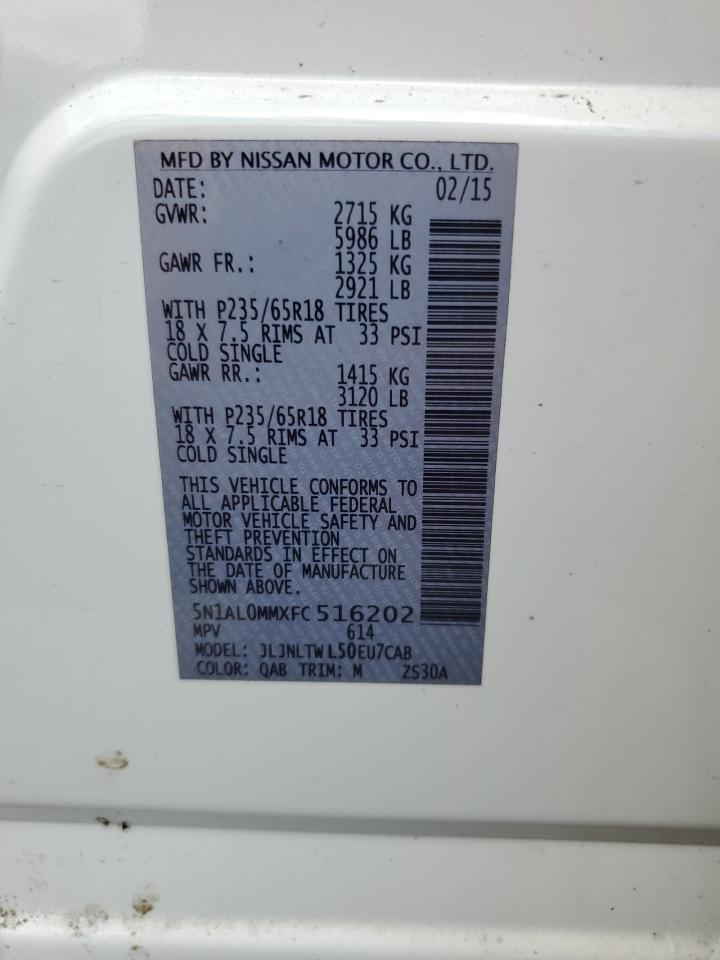 MFD BY NISSAN MOTOR CO., LTD.
DATE: 02/15
GVWR: 2715 KG
5986 LB
GAWR FR.: 1325 KG
2921 LB
WITH P235/65R18 TIRES
18 X 7.5 RIMS AT 33 PSI
COLD SINGLE
GAWR RR.: 1415 KG
3120 LB
WITH P235/65R18 TIRES
18 X 7.5 RIMS AT 33 PSI
COLD SINGLE
THIS VEHICLE CONFORMS TO
ALL APPLICABLE FEDERAL
MOTOR VEHICLE SAFETY AND
THEFT PREVENTION
STANDARDS IN EFFECT ON
THE DATE OF MANUFACTURE
SHOWN ABOVE.
5N1AL0MMXFC516202
MPV 614
MODEL: JLJNLTWL50EU7CAB
COLOR: QAB TRIM: M ZS30A